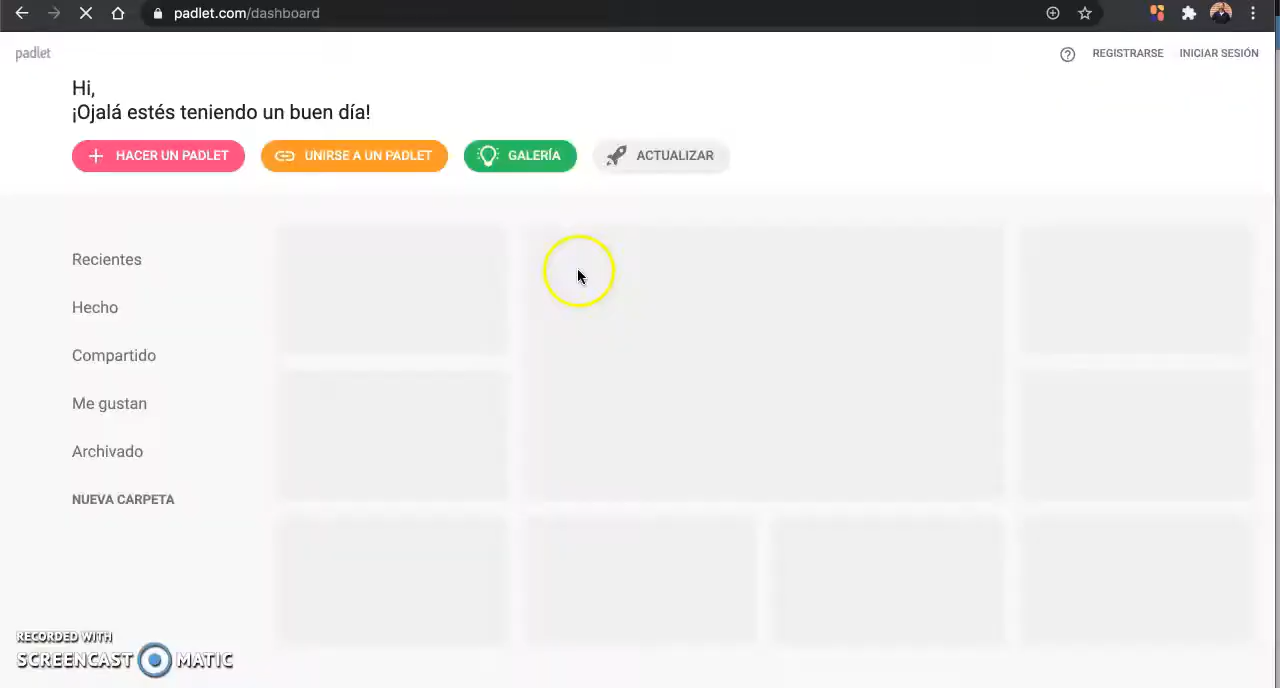 padlet.com/dashboard
padlet
REGISTRARSE
INICIAR SESIÓN
Hi,
¡Ojalá estés teniendo un buen día!
HACER UN PADLET
UNIRSE A UN PADLET
GALERÍA
ACTUALIZAR
Recientes
Hecho
Compartido
Me gustan
Archivado
NUEVA CARPETA
RECORDED WITH
SCREENCAST MATIC